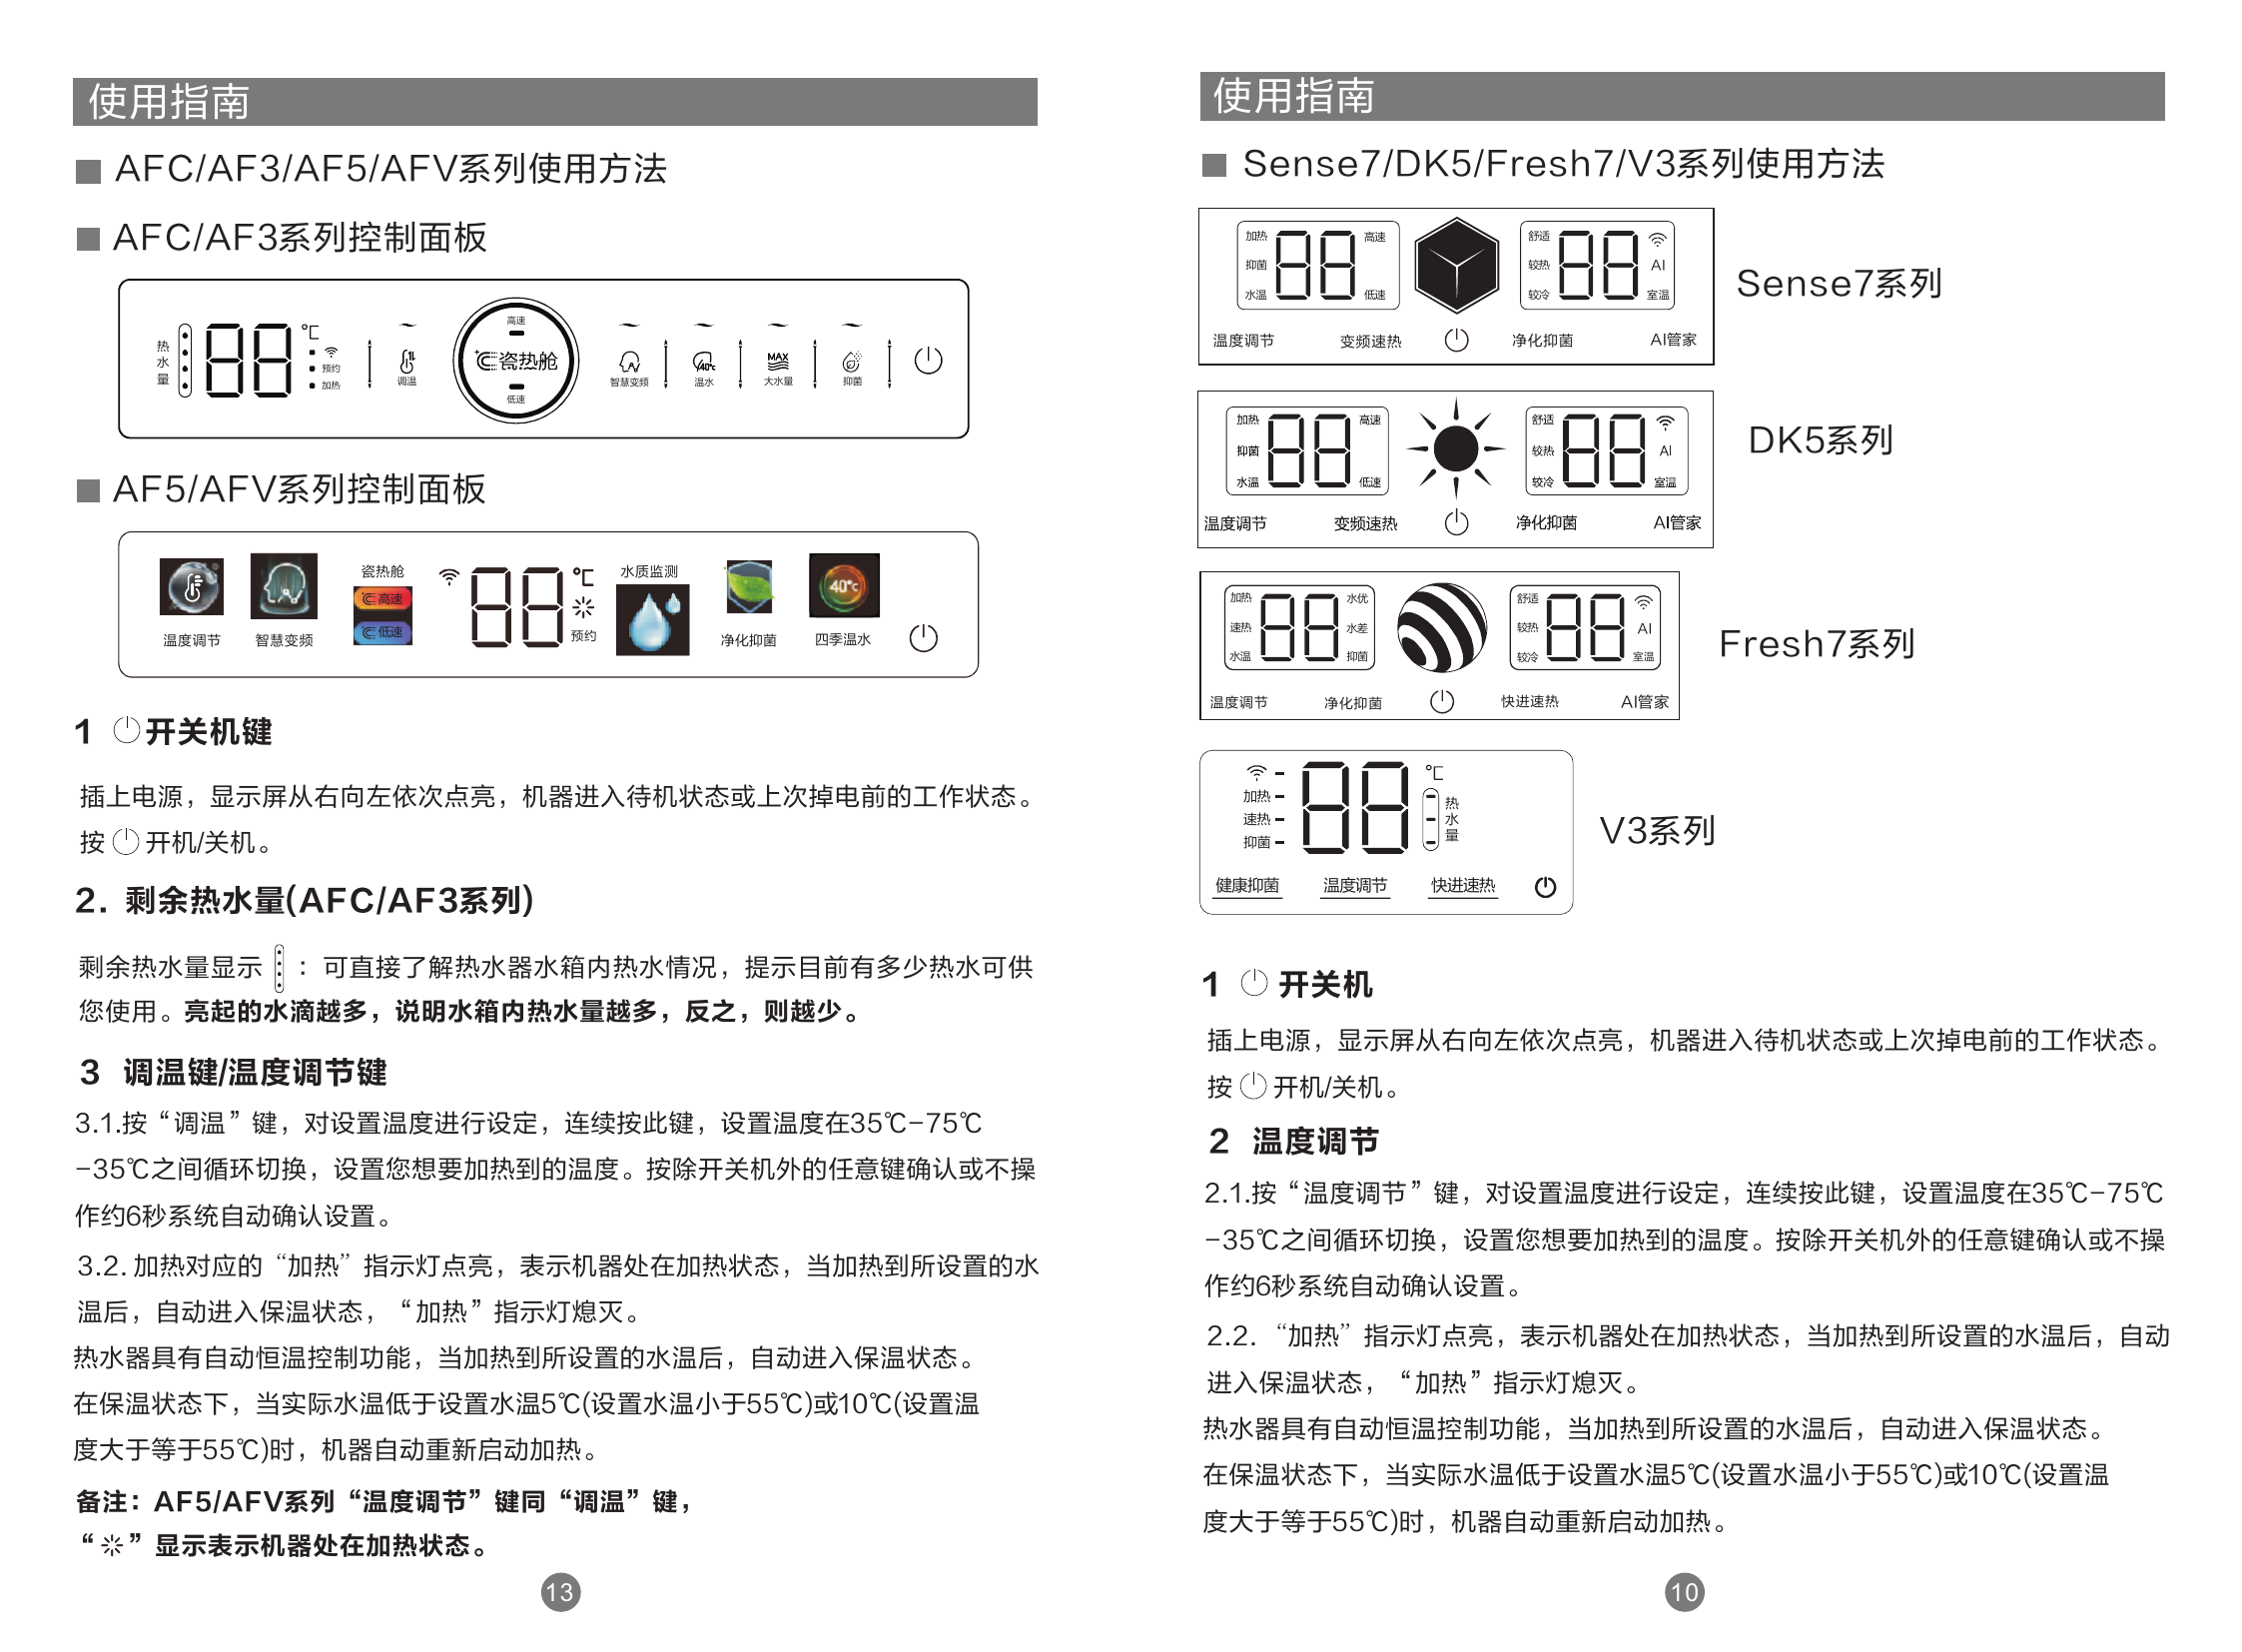 使用指南
AFC/AF3/AF5/AFV系列使用方法
AFC/AF3系列控制面板
热水量
88
℃
预约
加热
调温
高速
瓷热舱
低速
智慧变频
40℃
温水
MAX
大水量
抑菌
AF5/AFV系列控制面板
温度调节
智慧变频
瓷热舱
高速
低速
88
℃
预约
水质监测
净化抑菌
40℃
四季温水
1 开关机键
插上电源，显示屏从右向左依次点亮，机器进入待机状态或上次掉电前的工作状态。
按 开机/关机。
2. 剩余热水量(AFC/AF3系列)
剩余热水量显示 ：可直接了解热水器水箱内热水情况，提示目前有多少热水可供
您使用。亮起的水滴越多，说明水箱内热水量越多，反之，则越少。
3 调温键/温度调节键
3.1.按“调温”键，对设置温度进行设定，连续按此键，设置温度在35℃-75℃
-35℃之间循环切换，设置您想要加热到的温度。按除开关机外的任意键确认或不操
作约6秒系统自动确认设置。
3.2. 加热对应的“加热”指示灯点亮，表示机器处在加热状态，当加热到所设置的水
温后，自动进入保温状态，“加热”指示灯熄灭。
热水器具有自动恒温控制功能，当加热到所设置的水温后，自动进入保温状态。
在保温状态下，当实际水温低于设置水温5℃(设置水温小于55℃)或10℃(设置温
度大于等于55℃)时，机器自动重新启动加热。
备注：AF5/AFV系列“温度调节”键同“调温”键，
“ ”显示表示机器处在加热状态。
13
使用指南
Sense7/DK5/Fresh7/V3系列使用方法
加热 88 高速 舒适 88
抑菌 较热 AI
水温 低速 较冷 室温
温度调节 变频速热 净化抑菌 AI管家
Sense7系列
加热 88 高速 舒适 88
抑菌 较热 AI
水温 低速 较冷 室温
温度调节 变频速热 净化抑菌 AI管家
DK5系列
加热 88 水优 舒适 88
速热 水差 较热 AI
水温 抑菌 较冷 室温
温度调节 净化抑菌 快进速热 AI管家
Fresh7系列
88 ℃
加热
速热
抑菌
热水量
健康抑菌 温度调节 快进速热
V3系列
1 开关机
插上电源，显示屏从右向左依次点亮，机器进入待机状态或上次掉电前的工作状态。
按 开机/关机。
2 温度调节
2.1.按“温度调节”键，对设置温度进行设定，连续按此键，设置温度在35℃-75℃
-35℃之间循环切换，设置您想要加热到的温度。按除开关机外的任意键确认或不操
作约6秒系统自动确认设置。
2.2. “加热”指示灯点亮，表示机器处在加热状态，当加热到所设置的水温后，自动
进入保温状态，“加热”指示灯熄灭。
热水器具有自动恒温控制功能，当加热到所设置的水温后，自动进入保温状态。
在保温状态下，当实际水温低于设置水温5℃(设置水温小于55℃)或10℃(设置温
度大于等于55℃)时，机器自动重新启动加热。
10